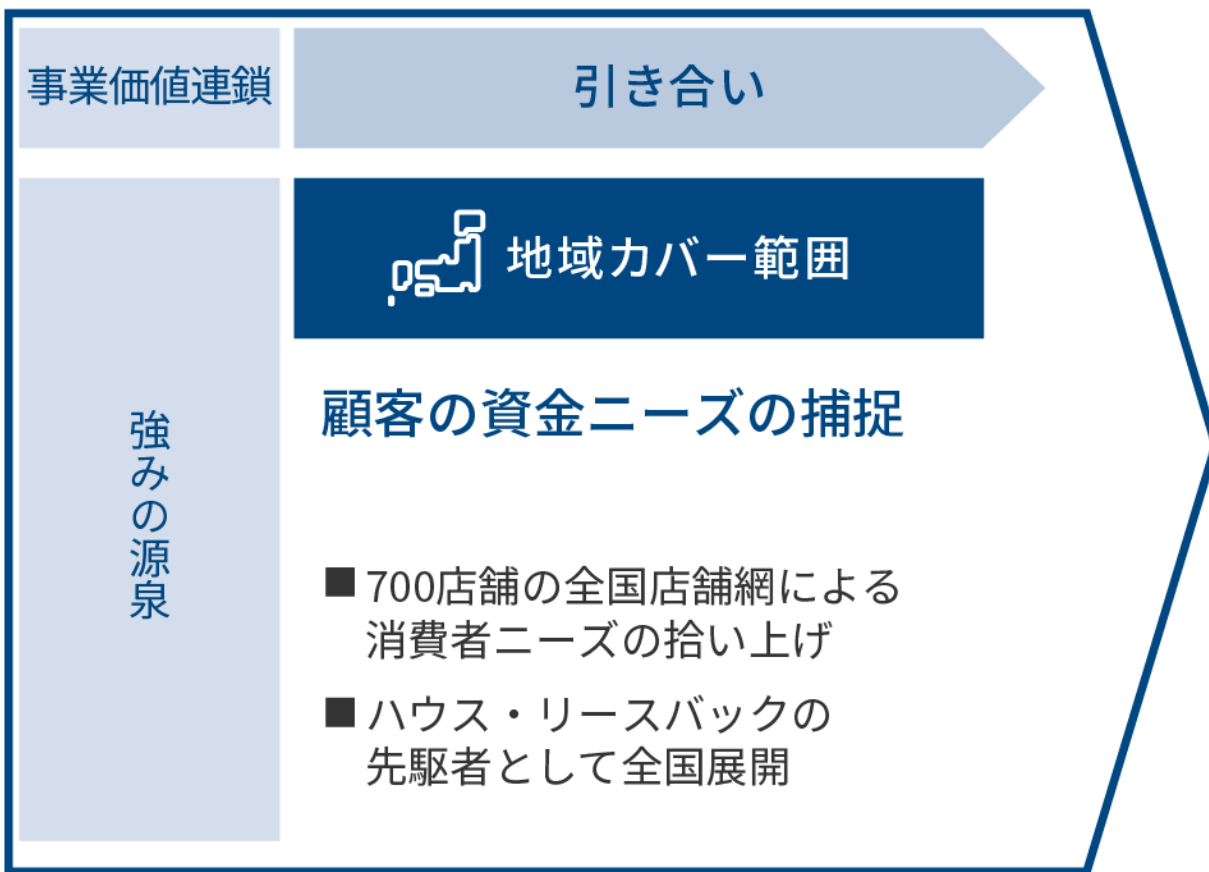 事業価値連鎖
引き合い
地域カバー範囲
強みの源泉
顧客の資金ニーズの捕捉
■ 700店舗の全国店舗網による
消費者ニーズの拾い上げ
■ ハウス・リースバックの
先駆者として全国展開